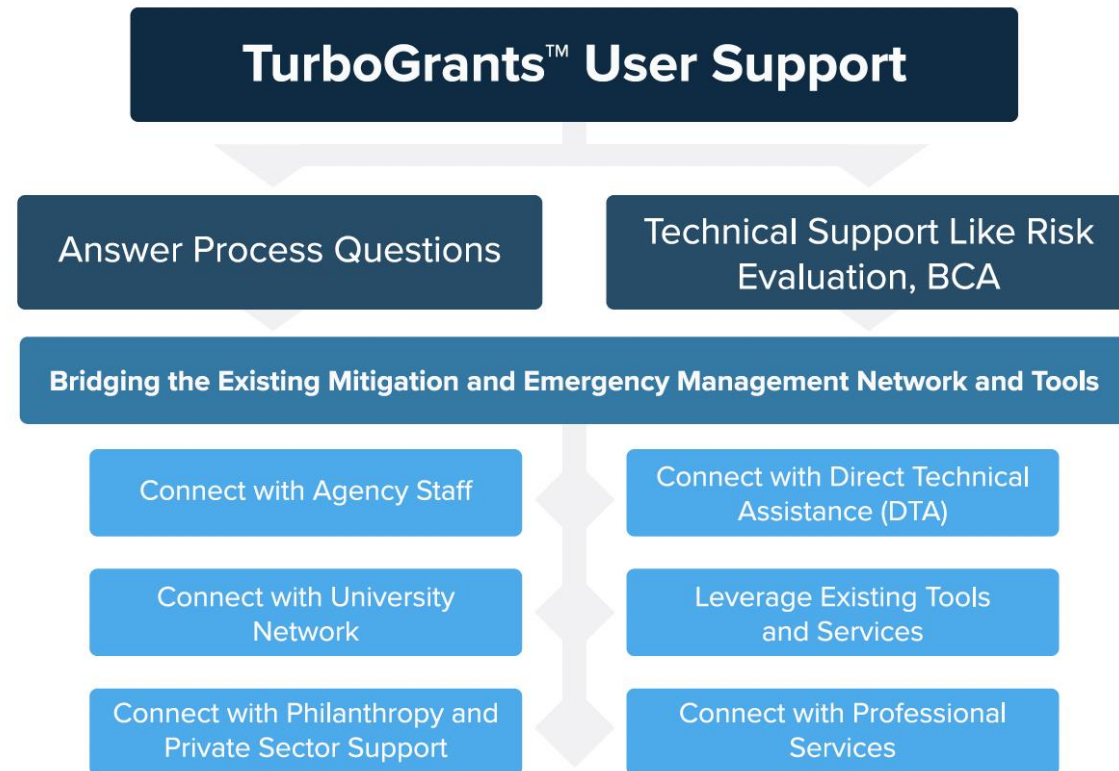 TurboGrants™ User Support
Answer Process Questions
Technical Support Like Risk
Evaluation, BCA
Bridging the Existing Mitigation and Emergency Management Network and Tools
Connect with Agency Staff
Connect with Direct Technical
Assistance (DTA)
Connect with University
Network
Leverage Existing Tools
and Services
Connect with Philanthropy and
Private Sector Support
Connect with Professional
Services